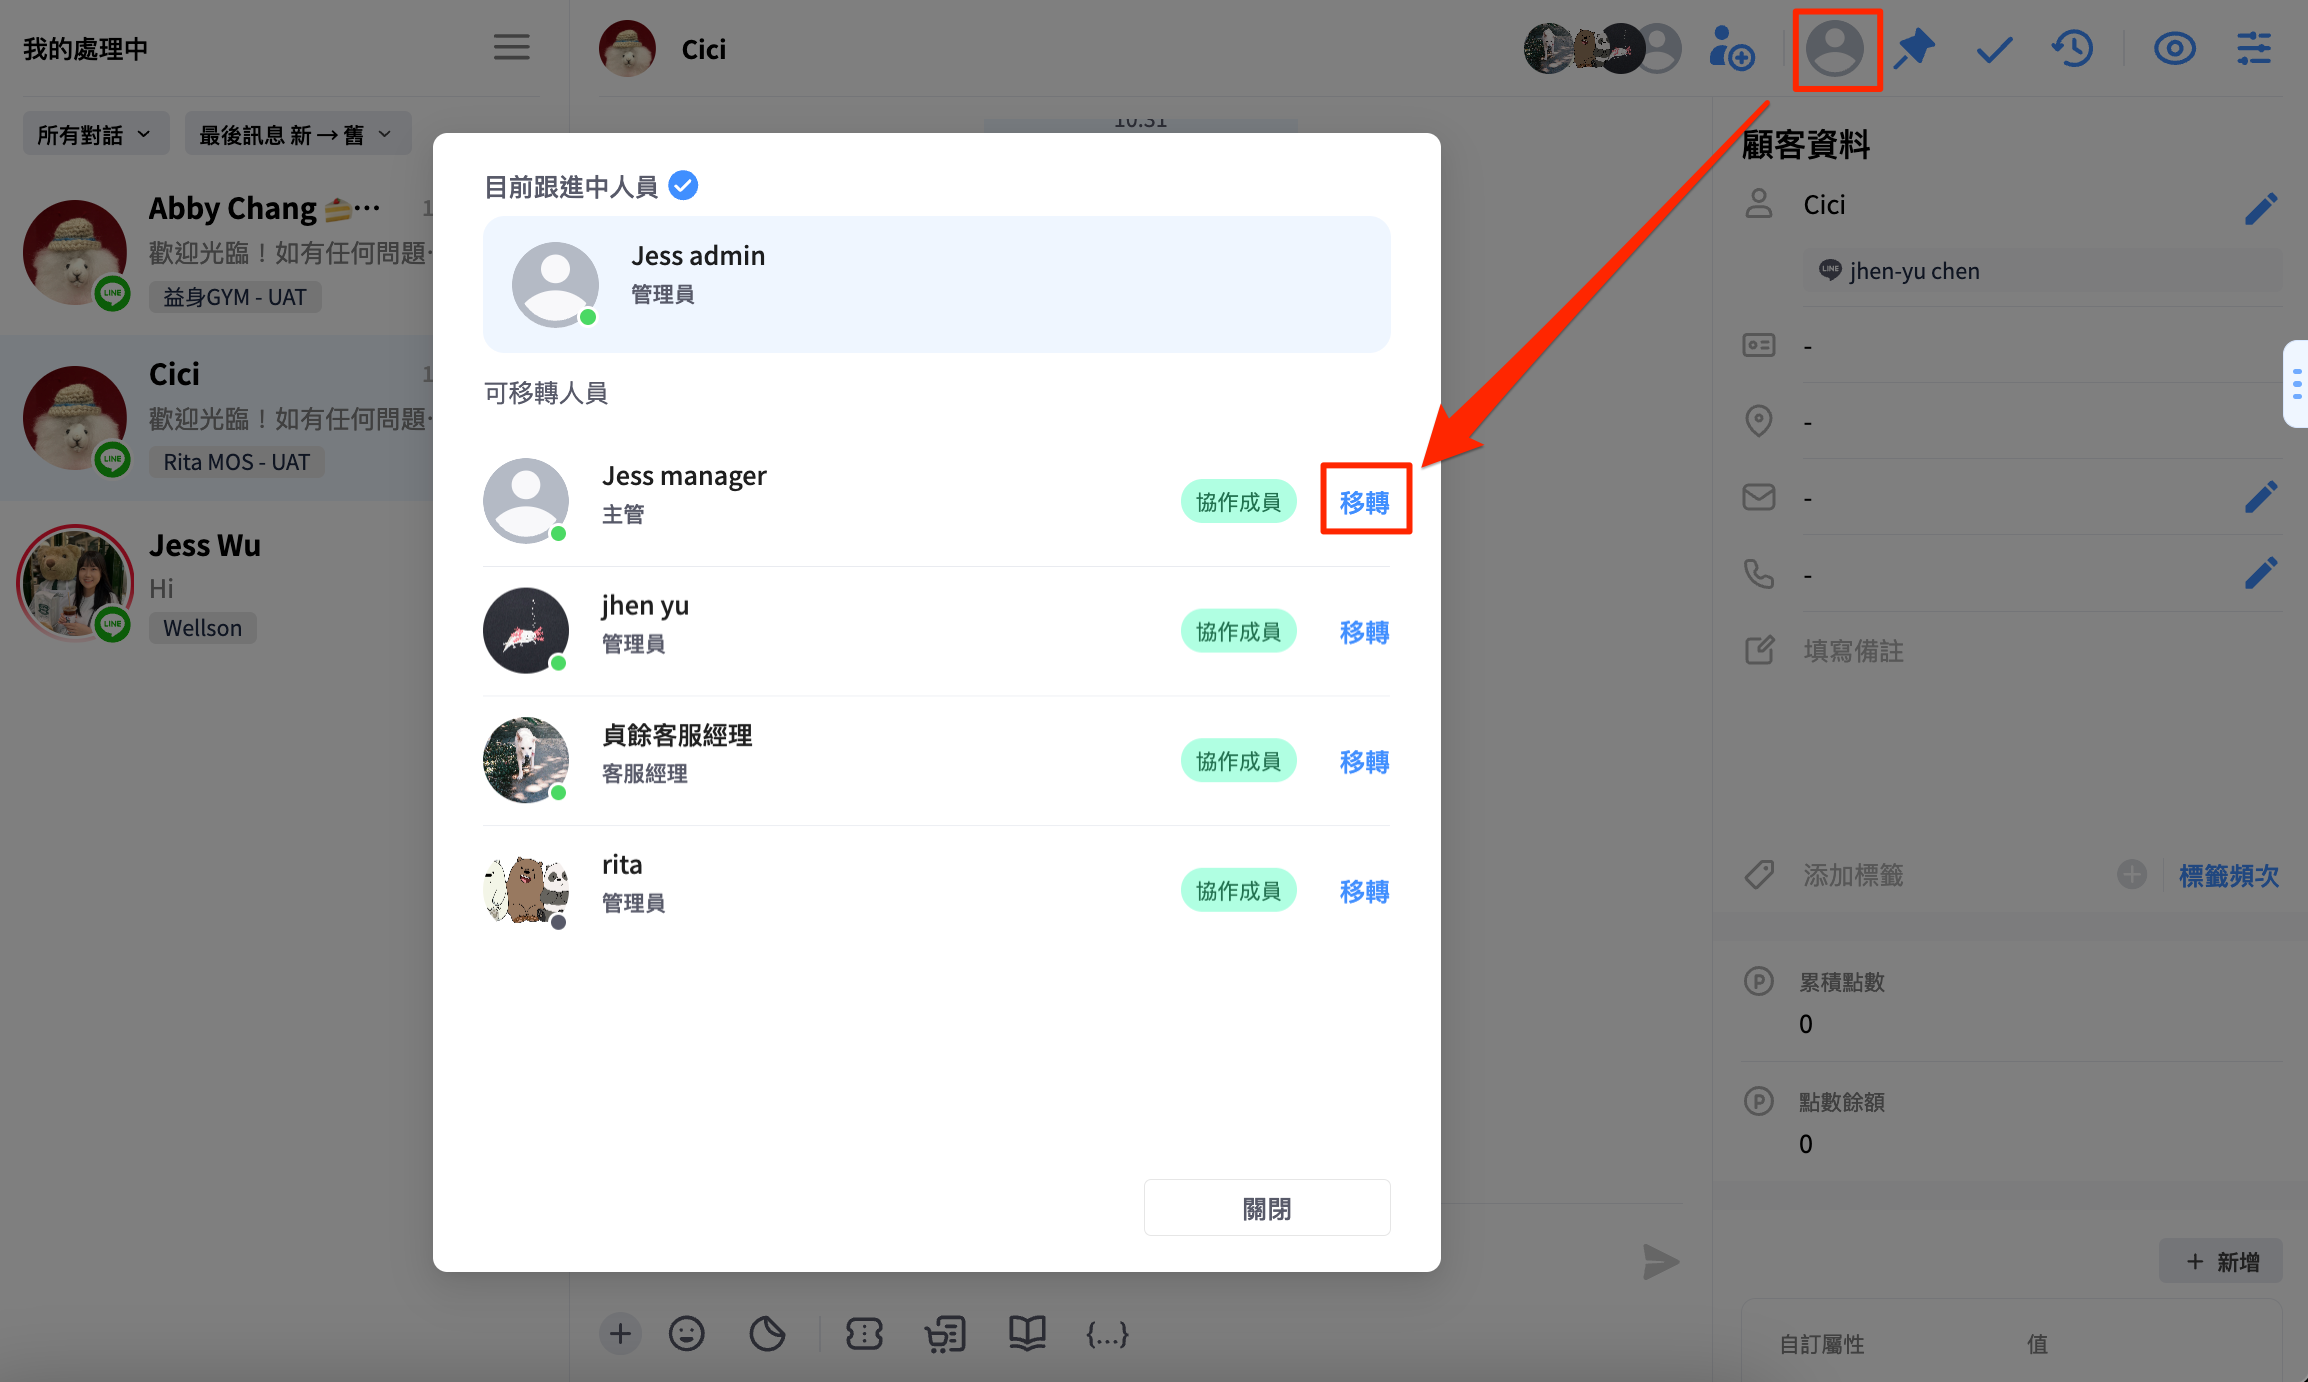 我的處理中
Cici
所有對話
最後訊息 新 → 舊
Abby Chang 🍰···
歡迎光臨！如有任何問題·
益身GYM - UAT
Cici
歡迎光臨！如有任何問題·
Rita MOS - UAT
Jess Wu
Hi
Wellson
10:31
目前跟進中人員
Jess admin
管理員
可移轉人員
Jess manager
主管
協作成員
移轉
jhen yu
管理員
協作成員
移轉
貞餘客服經理
客服經理
協作成員
移轉
rita
管理員
協作成員
移轉
關閉
{...}
顧客資料
Cici
LINE jhen-yu chen
-
-
-
-
填寫備註
添加標籤
標籤頻次
累積點數
0
點數餘額
0
+ 新增
自訂屬性
值